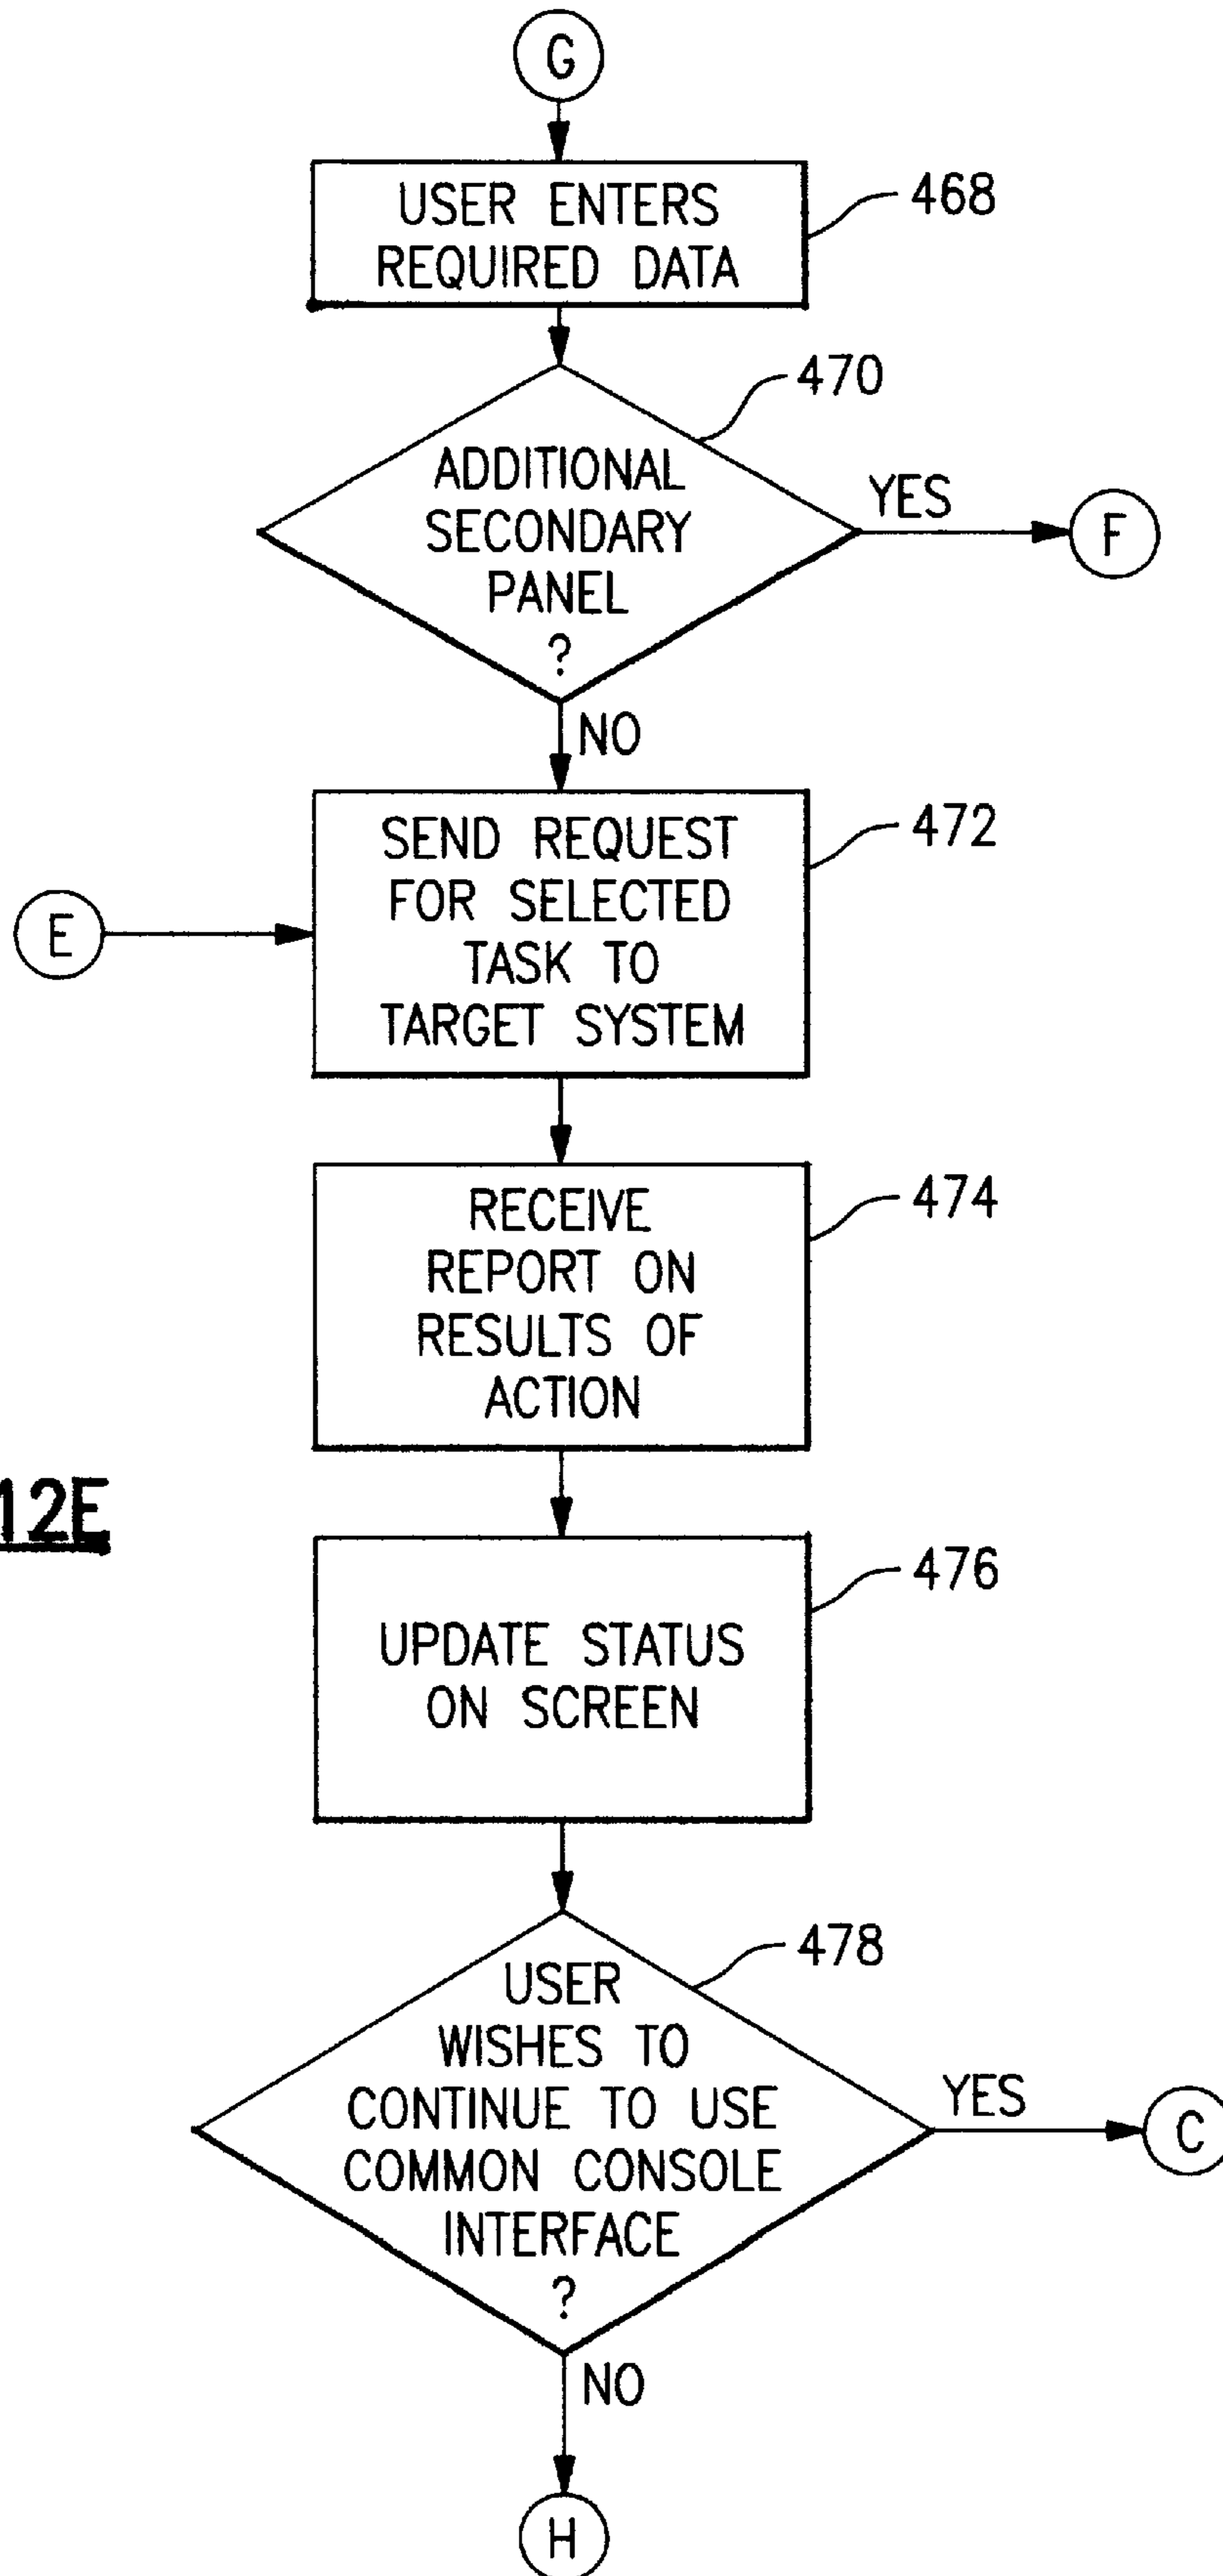 G
USER ENTERS
REQUIRED DATA
468
470
ADDITIONAL
SECONDARY
PANEL
?
YES
F
NO
SEND REQUEST
FOR SELECTED
TASK TO
TARGET SYSTEM
472
E
RECEIVE
REPORT ON
RESULTS OF
ACTION
474
12E
UPDATE STATUS
ON SCREEN
476
478
USER
WISHES TO
CONTINUE TO USE
COMMON CONSOLE
INTERFACE
?
YES
C
NO
H